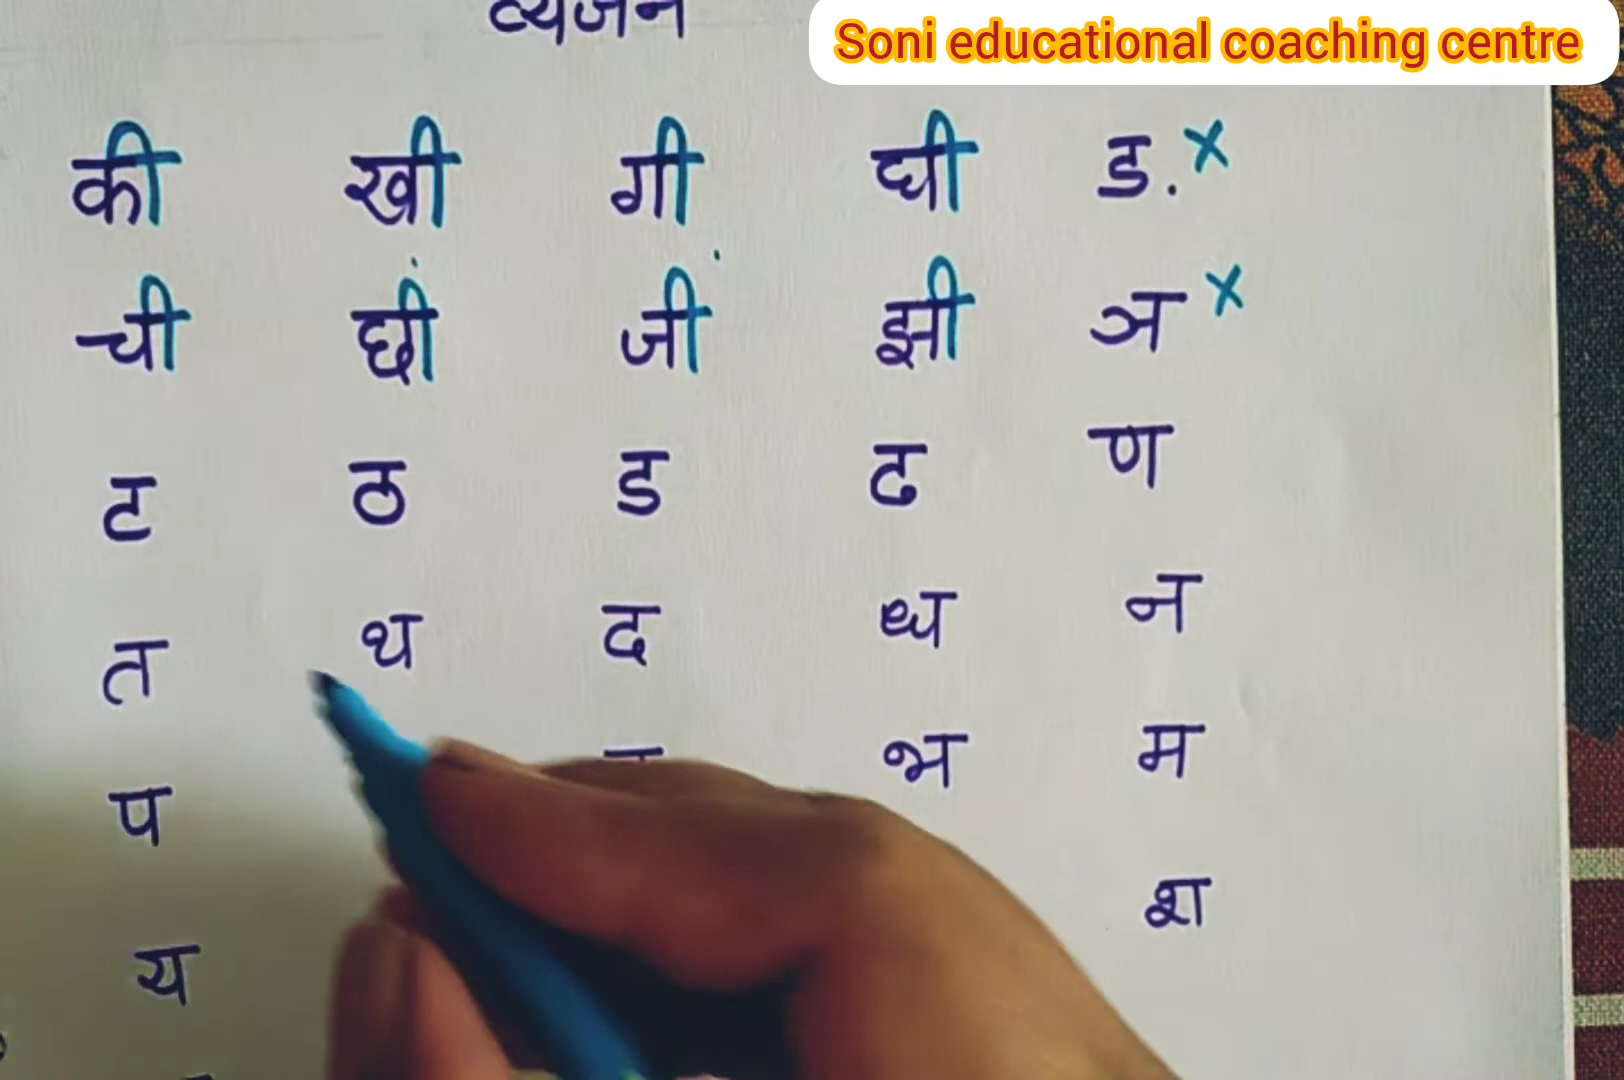 व्यंजन
Soni educational coaching centre
की खी गी घी ड. x
ची छी जी झी ञ x
ट ठ ड ढ ण
त थ द ध न
प भ म
य श